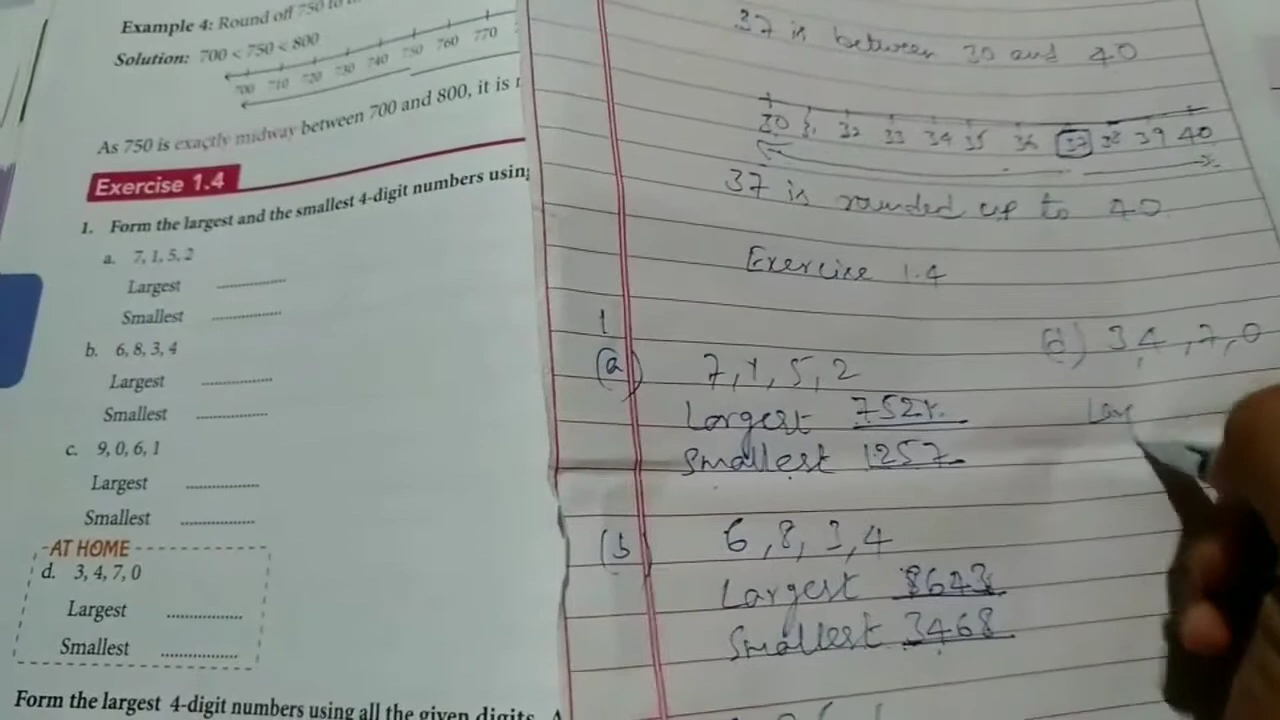 Example 4: Round off 750 to
Solution: 700 < 750 < 800
700 710 720 730 740 750 760 770
As 750 is exactly midway between 700 and 800, it is
Exercise 1.4
1. Form the largest and the smallest 4-digit numbers using
a. 7, 1, 5, 2
Largest ................
Smallest ................
b. 6, 8, 3, 4
Largest ................
Smallest ................
c. 9, 0, 6, 1
Largest ................
Smallest ................
AT HOME
d. 3, 4, 7, 0
Largest ................
Smallest ................
Form the largest 4-digit numbers using all the given digits. A
37 is between 30 and 40
30 31 32 33 34 35 36 37 38 39 40
37 is rounded up to 40
Exercise 1.4
1
(a) 7, 1, 5, 2
Largest 7521
Smallest 1257
(b) 6, 8, 3, 4
Largest 8643
Smallest 3468
(d) 3, 4, 7, 0
Lar